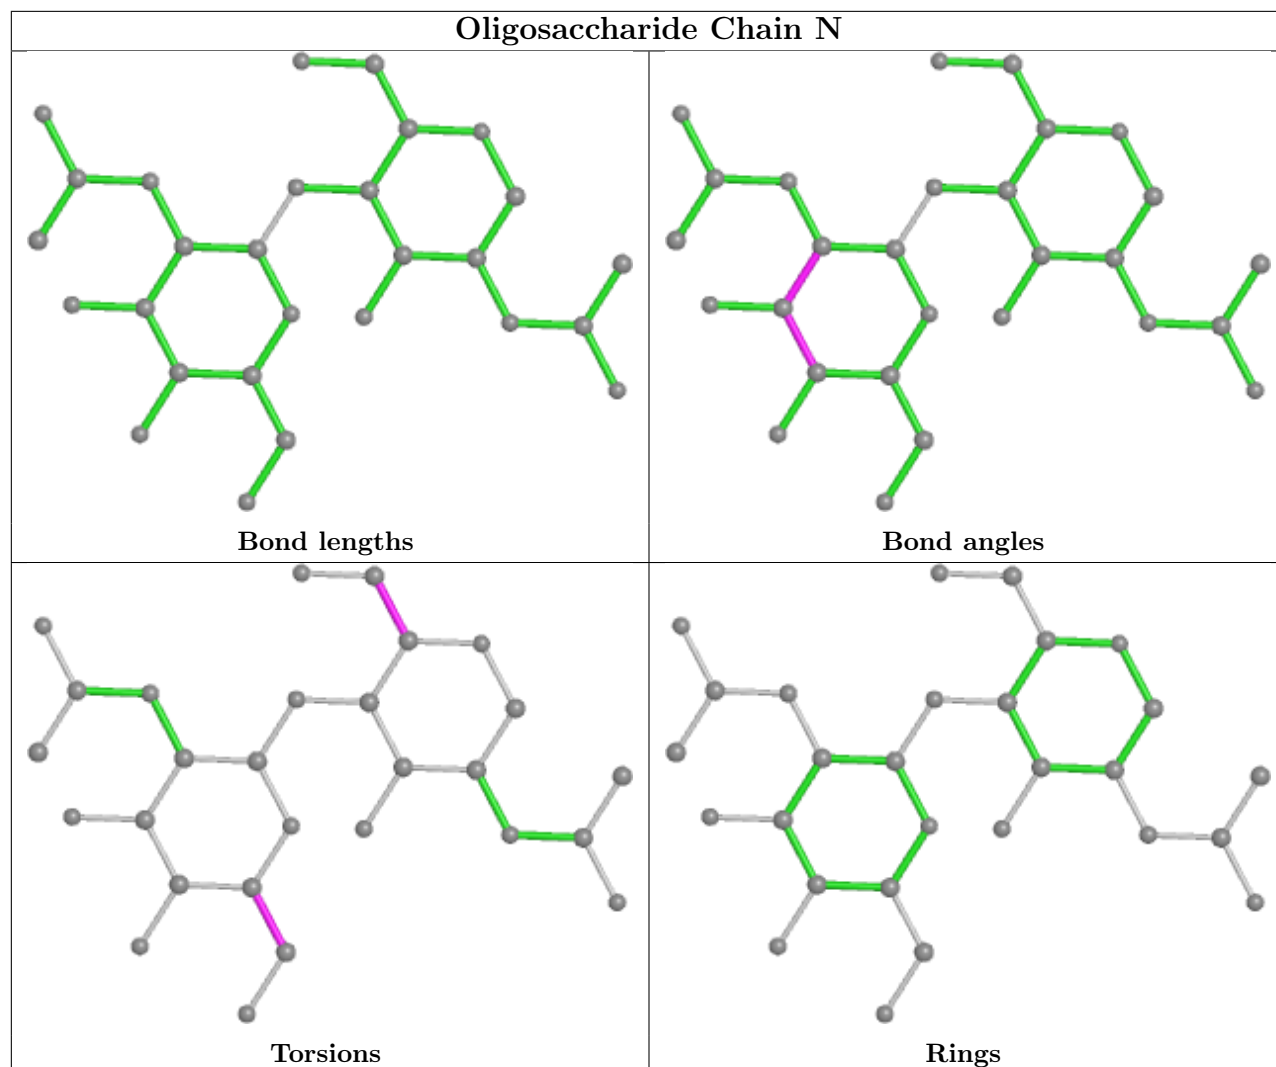 Oligosaccharide Chain N
Bond lengths
Bond angles
Torsions
Rings